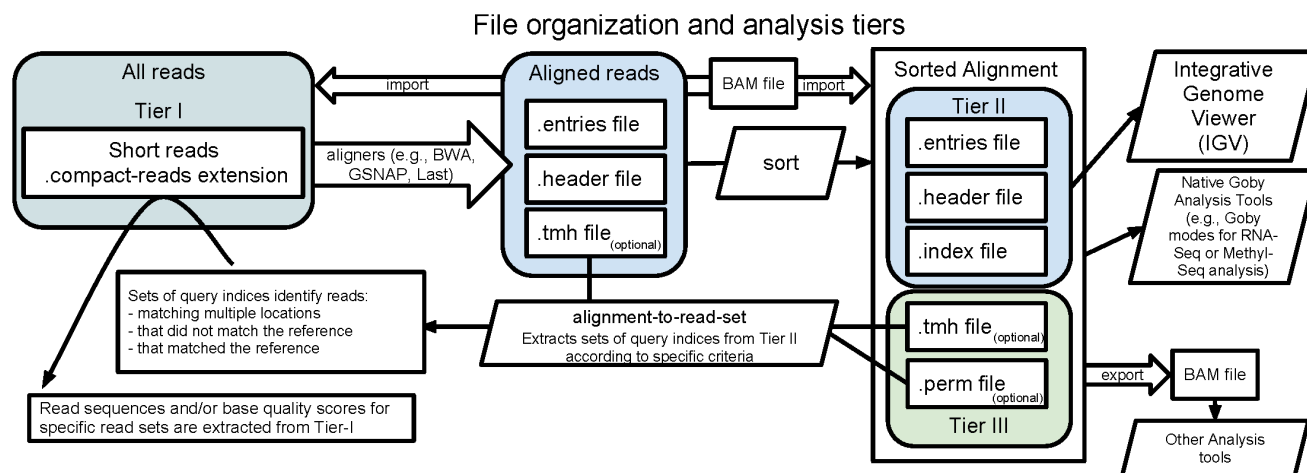 File organization and analysis tiers
All reads
Tier I
Short reads
.compact-reads extension
import
aligners (e.g., BWA,
GSNAP, Last)
Aligned reads
.entries file
.header file
.tmh file
(optional)
BAM file
import
sort
Sorted Alignment
Tier II
.entries file
.header file
.index file
.tmh file
(optional)
.perm file
(optional)
Tier III
Integrative
Genome
Viewer
(IGV)
Native Goby
Analysis Tools
(e.g., Goby
modes for RNA-
Seq or Methyl-
Seq analysis)
Sets of query indices identify reads:
- matching multiple locations
- that did not match the reference
- that matched the reference
alignment-to-read-set
Extracts sets of query indices from Tier II
according to specific criteria
Read sequences and/or base quality scores for
specific read sets are extracted from Tier-I
export
BAM file
Other Analysis
tools